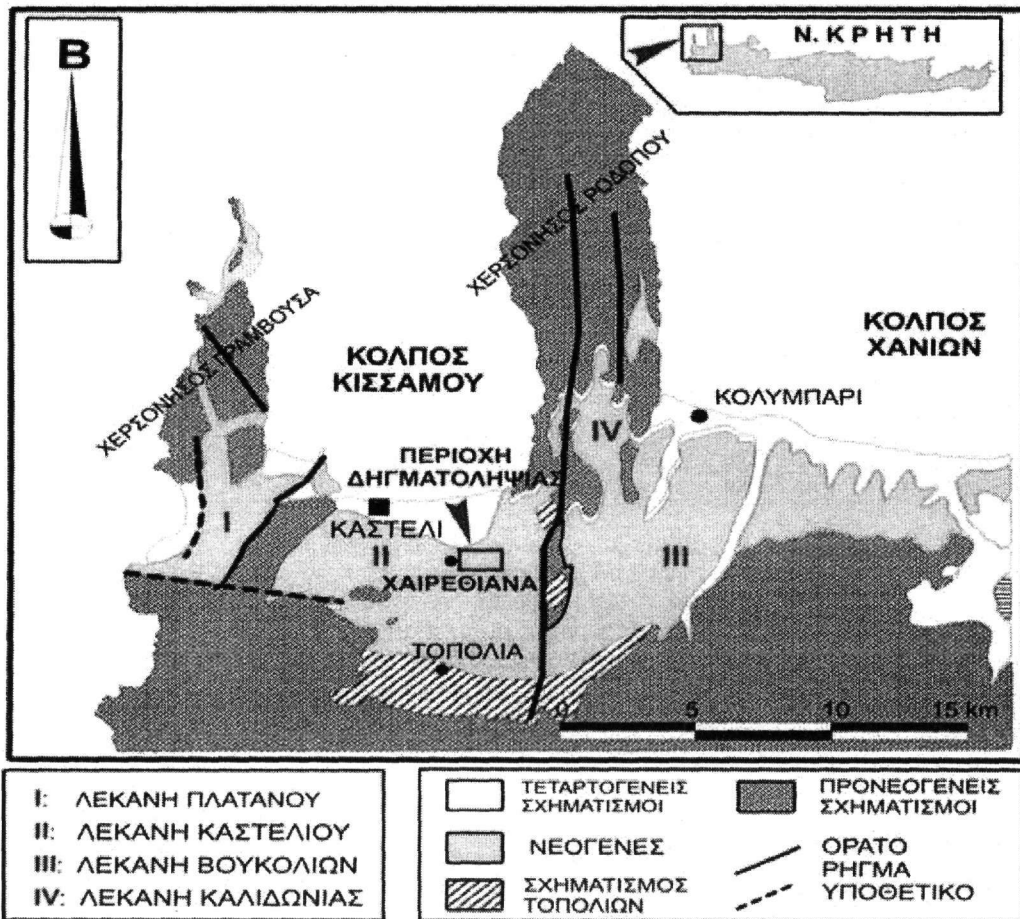 B
Ν. ΚΡΗΤΗ
ΧΕΡΣΟΝΗΣΟΣ ΡΟΔΟΠΟΥ
ΧΕΡΣΟΝΗΣΟΣ ΓΡΑΜΒΟΥΣΑ
ΚΟΛΠΟΣ
ΚΙΣΣΑΜΟΥ
ΚΟΛΠΟΣ
ΧΑΝΙΩΝ
ΚΟΛΥΜΠΑΡΙ
IV
ΠΕΡΙΟΧΗ
ΔΗΓΜΑΤΟΛΗΨΙΑΣ
I
ΚΑΣΤΕΛΙ
II
III
ΧΑΙΡΕΘΙΑΝΑ
ΤΟΠΟΛΙΑ
0 5 10 15 km
I: ΛΕΚΑΝΗ ΠΛΑΤΑΝΟΥ
II: ΛΕΚΑΝΗ ΚΑΣΤΕΛΙΟΥ
III: ΛΕΚΑΝΗ ΒΟΥΚΟΛΙΩΝ
IV: ΛΕΚΑΝΗ ΚΑΛΙΔΩΝΙΑΣ
ΤΕΤΑΡΤΟΓΕΝΕΙΣ
ΣΧΗΜΑΤΙΣΜΟΙ
ΝΕΟΓΕΝΕΣ
ΣΧΗΜΑΤΙΣΜΟΣ
ΤΟΠΟΛΙΩΝ
ΠΡΟΝΕΟΓΕΝΕΙΣ
ΣΧΗΜΑΤΙΣΜΟΙ
ΟΡΑΤΟ
ΡΗΓΜΑ
ΥΠΟΘΕΤΙΚΟ